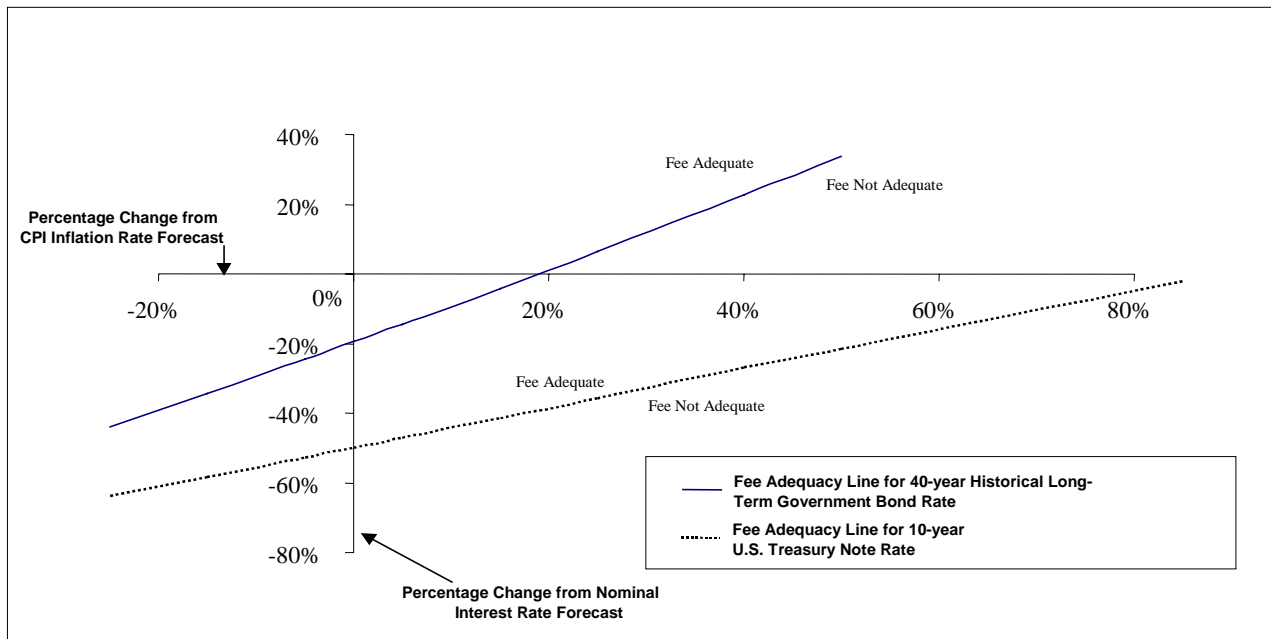 40%
Fee Adequate
Fee Not Adequate
20%
Percentage Change from
CPI Inflation Rate Forecast
-20%
0%
20%
40%
60%
80%
-20%
Fee Adequate
Fee Not Adequate
-40%
-60%
-80%
Fee Adequacy Line for 40-year Historical Long-
Term Government Bond Rate
Fee Adequacy Line for 10-year
U.S. Treasury Note Rate
Percentage Change from Nominal
Interest Rate Forecast